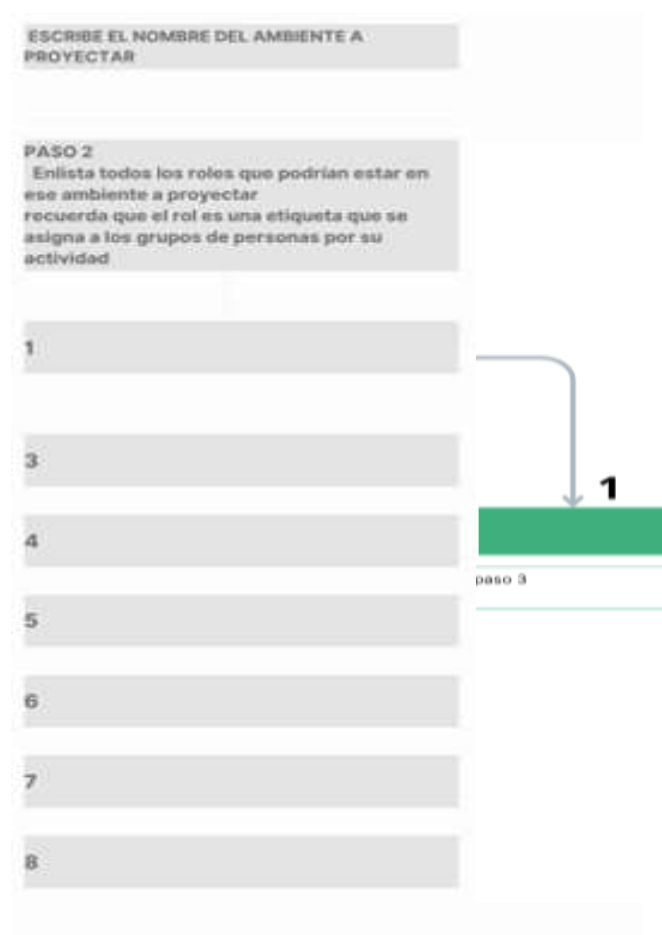 ESCRIBE EL NOMBRE DEL AMBIENTE A
PROYECTAR
PASO 2
Enlista todos los roles que podrían estar en
ese ambiente a proyectar
recuerda que el rol es una etiqueta que se
asigna a los grupos de personas por su
actividad
1
3
4
5
6
7
8
1
paso 3